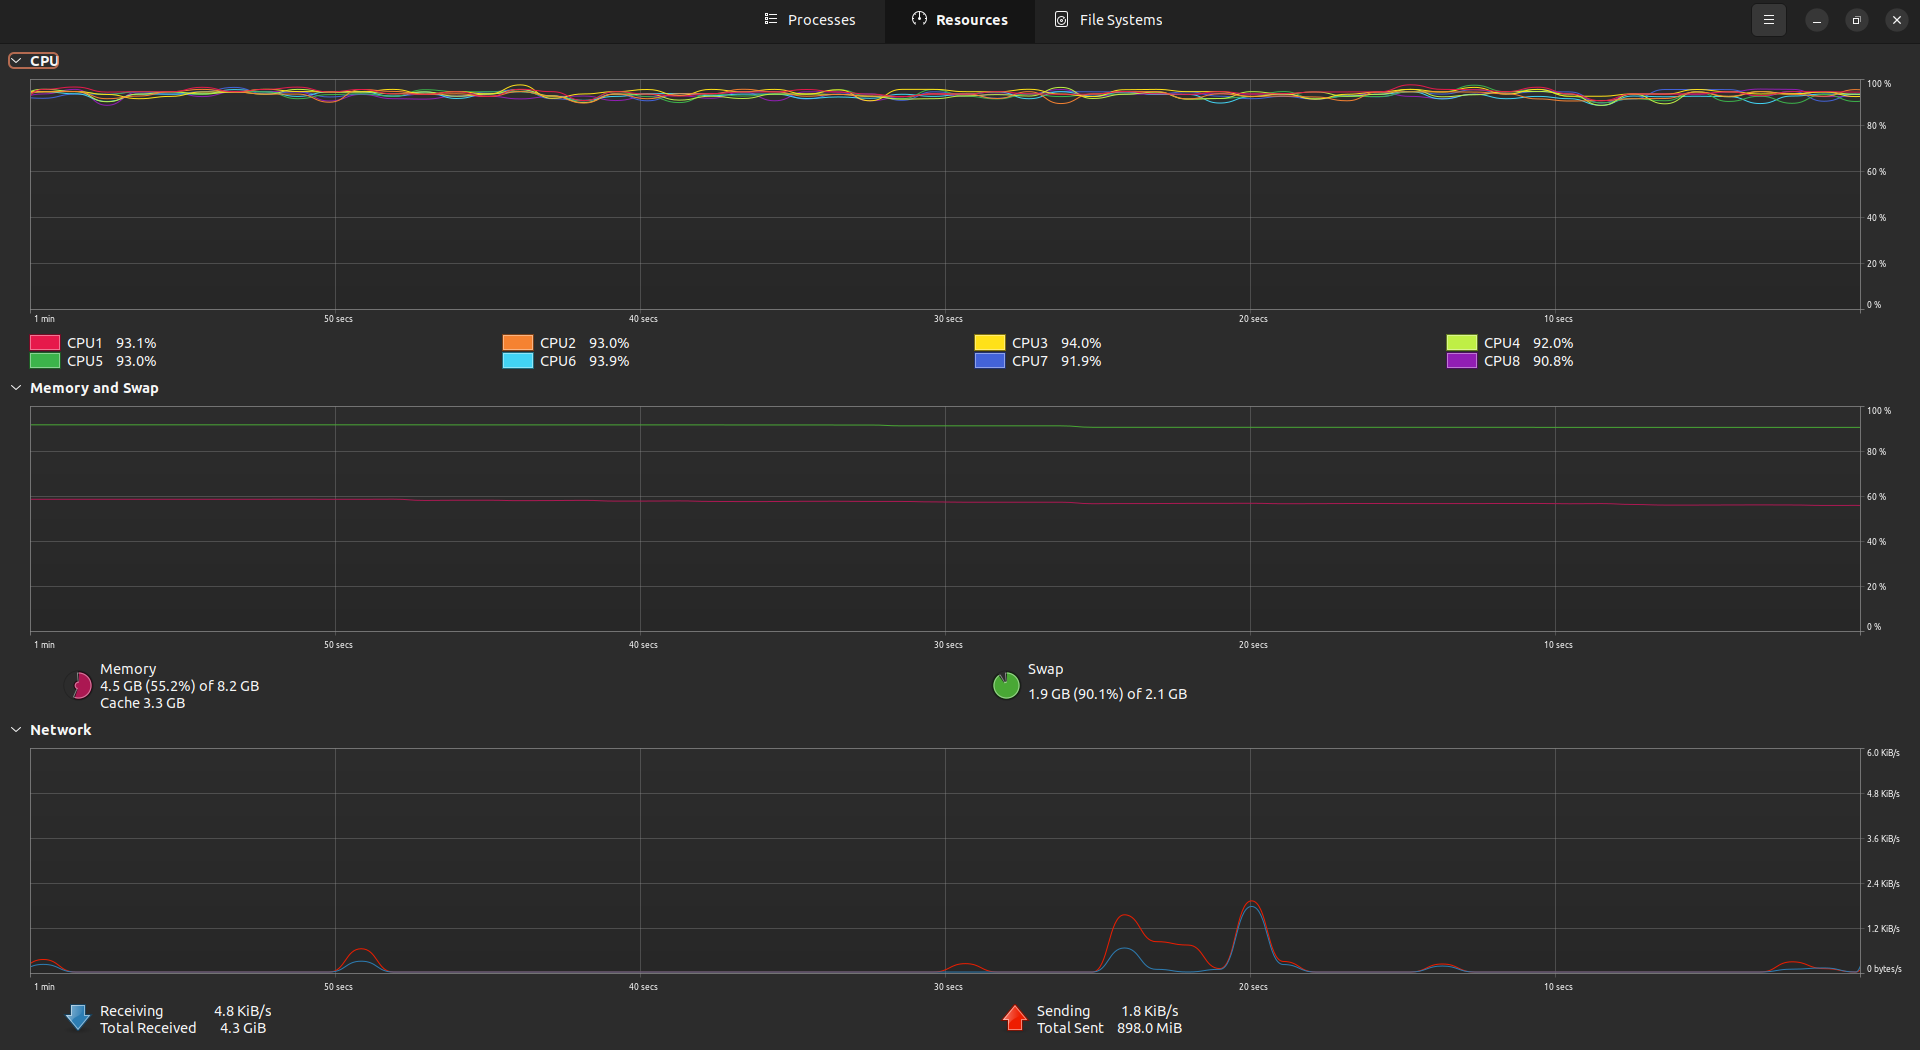 Processes Resources File Systems
CPU
100 %
80 %
60 %
40 %
20 %
0 %
1 min 50 secs 40 secs 30 secs 20 secs 10 secs
CPU1 93.1% CPU2 93.0% CPU3 94.0% CPU4 92.0%
CPU5 93.0% CPU6 93.9% CPU7 91.9% CPU8 90.8%
Memory and Swap
100 %
80 %
60 %
40 %
20 %
0 %
1 min 50 secs 40 secs 30 secs 20 secs 10 secs
Memory
4.5 GB (55.2%) of 8.2 GB
Cache 3.3 GB
Swap
1.9 GB (90.1%) of 2.1 GB
Network
6.0 KiB/s
4.8 KiB/s
3.6 KiB/s
2.4 KiB/s
1.2 KiB/s
0 bytes/s
1 min 50 secs 40 secs 30 secs 20 secs 10 secs
Receiving 4.8 KiB/s
Total Received 4.3 GiB
Sending 1.8 KiB/s
Total Sent 898.0 MiB